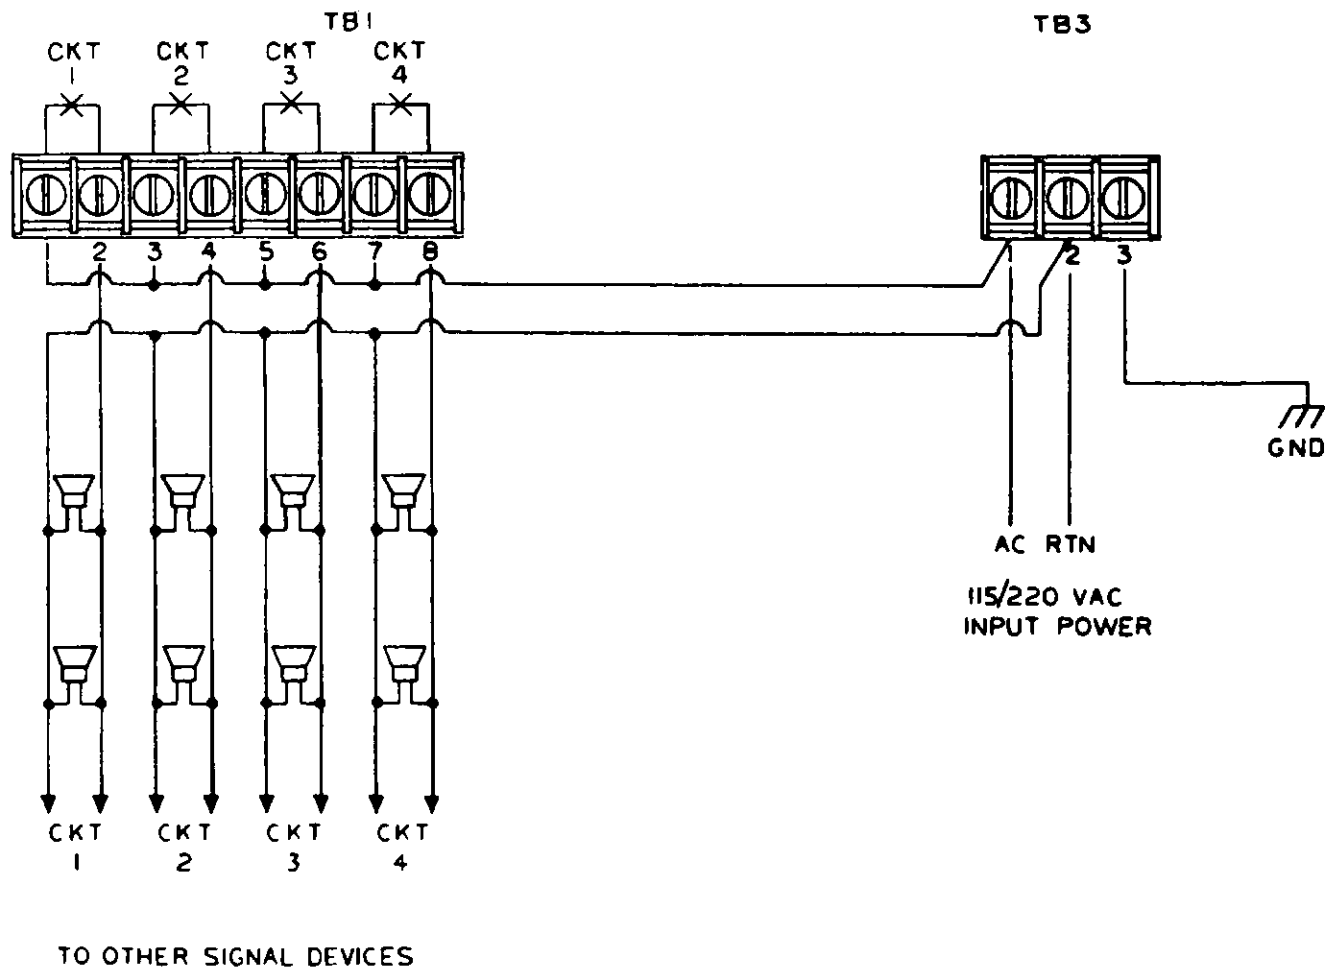 TB1
TB3
CKT 1
CKT 2
CKT 3
CKT 4
2 3 4 5 6 7 8
2 3
GND
AC RTN
115/220 VAC
INPUT POWER
CKT 1
CKT 2
CKT 3
CKT 4
TO OTHER SIGNAL DEVICES